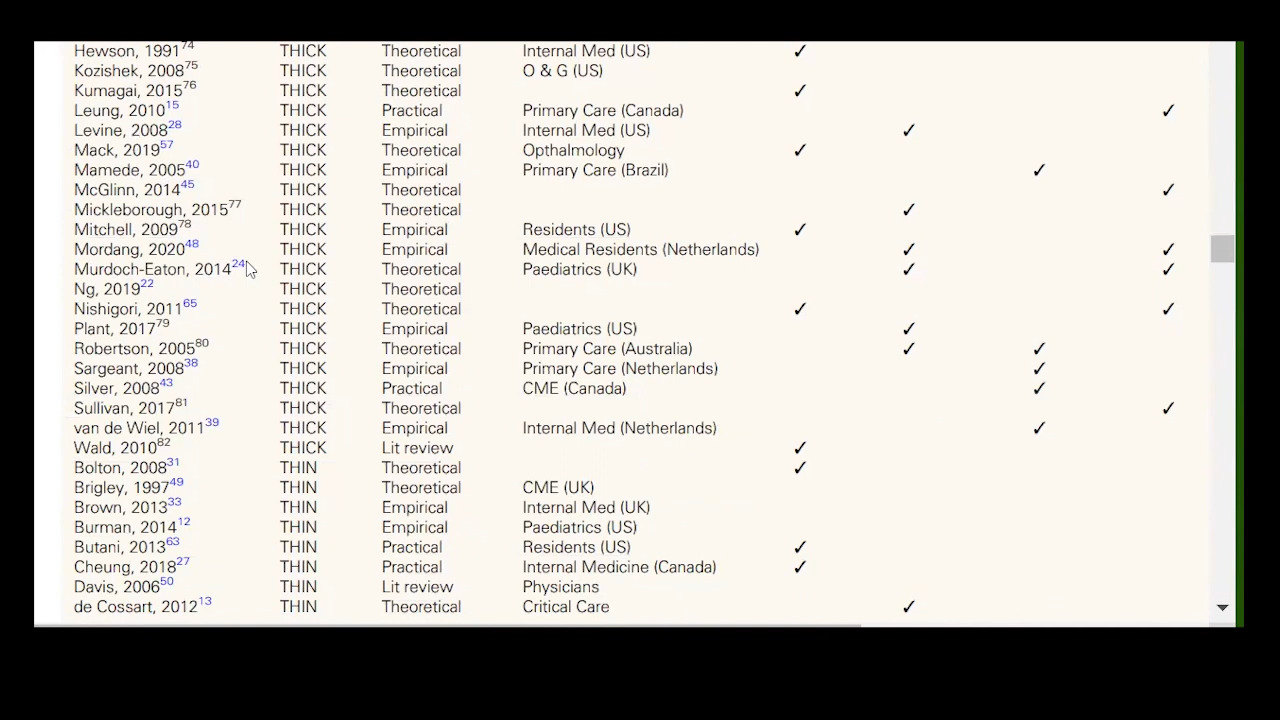 Hewson, 1991⁷⁴ THICK Theoretical Internal Med (US) ✓
Kozishek, 2008⁷⁵ THICK Theoretical O & G (US)
Kumagai, 2015⁷⁶ THICK Theoretical ✓
Leung, 2010¹⁵ THICK Practical Primary Care (Canada) ✓
Levine, 2008²⁸ THICK Empirical Internal Med (US) ✓
Mack, 2019⁵⁷ THICK Theoretical Opthalmology ✓
Mamede, 2005⁴⁰ THICK Empirical Primary Care (Brazil) ✓
McGlinn, 2014⁴⁵ THICK Theoretical ✓
Mickleborough, 2015⁷⁷ THICK Theoretical ✓
Mitchell, 2009⁷⁸ THICK Empirical Residents (US) ✓
Mordang, 2020⁴⁸ THICK Empirical Medical Residents (Netherlands) ✓ ✓
Murdoch-Eaton, 2014²⁴ THICK Theoretical Paediatrics (UK) ✓ ✓
Ng, 2019²² THICK Theoretical
Nishigori, 2011⁶⁵ THICK Theoretical ✓ ✓
Plant, 2017⁷⁹ THICK Empirical Paediatrics (US) ✓
Robertson, 2005⁸⁰ THICK Theoretical Primary Care (Australia) ✓ ✓
Sargeant, 2008³⁸ THICK Empirical Primary Care (Netherlands) ✓
Silver, 2008⁴³ THICK Practical CME (Canada) ✓
Sullivan, 2017⁸¹ THICK Theoretical ✓
van de Wiel, 2011³⁹ THICK Empirical Internal Med (Netherlands) ✓
Wald, 2010⁸² THICK Lit review ✓
Bolton, 2008³¹ THIN Theoretical ✓
Brigley, 1997⁴⁹ THIN Theoretical CME (UK)
Brown, 2013³³ THIN Empirical Internal Med (UK)
Burman, 2014¹² THIN Empirical Paediatrics (US)
Butani, 2013⁶³ THIN Practical Residents (US) ✓
Cheung, 2018²⁷ THIN Practical Internal Medicine (Canada) ✓
Davis, 2006⁵⁰ THIN Lit review Physicians
de Cossart, 2012¹³ THIN Theoretical Critical Care ✓